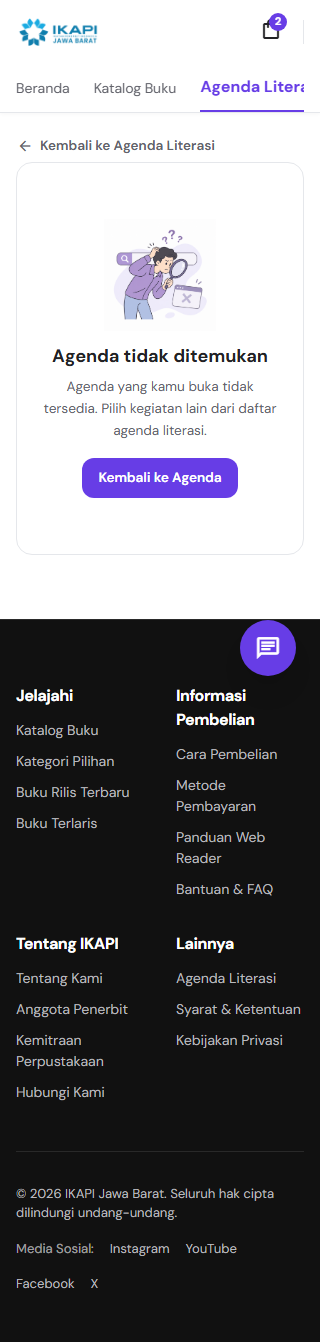 IKAPI
JAWA BARAT
2
Beranda
Katalog Buku
Agenda Litera
Kembali ke Agenda Literasi
Agenda tidak ditemukan
Agenda yang kamu buka tidak
tersedia. Pilih kegiatan lain dari daftar
agenda literasi.
Kembali ke Agenda
Jelajahi
Katalog Buku
Kategori Pilihan
Buku Rilis Terbaru
Buku Terlaris
Informasi
Pembelian
Cara Pembelian
Metode
Pembayaran
Panduan Web
Reader
Bantuan & FAQ
Tentang IKAPI
Tentang Kami
Anggota Penerbit
Kemitraan
Perpustakaan
Hubungi Kami
Lainnya
Agenda Literasi
Syarat & Ketentuan
Kebijakan Privasi
© 2026 IKAPI Jawa Barat. Seluruh hak cipta
dilindungi undang-undang.
Media Sosial: Instagram YouTube
Facebook X